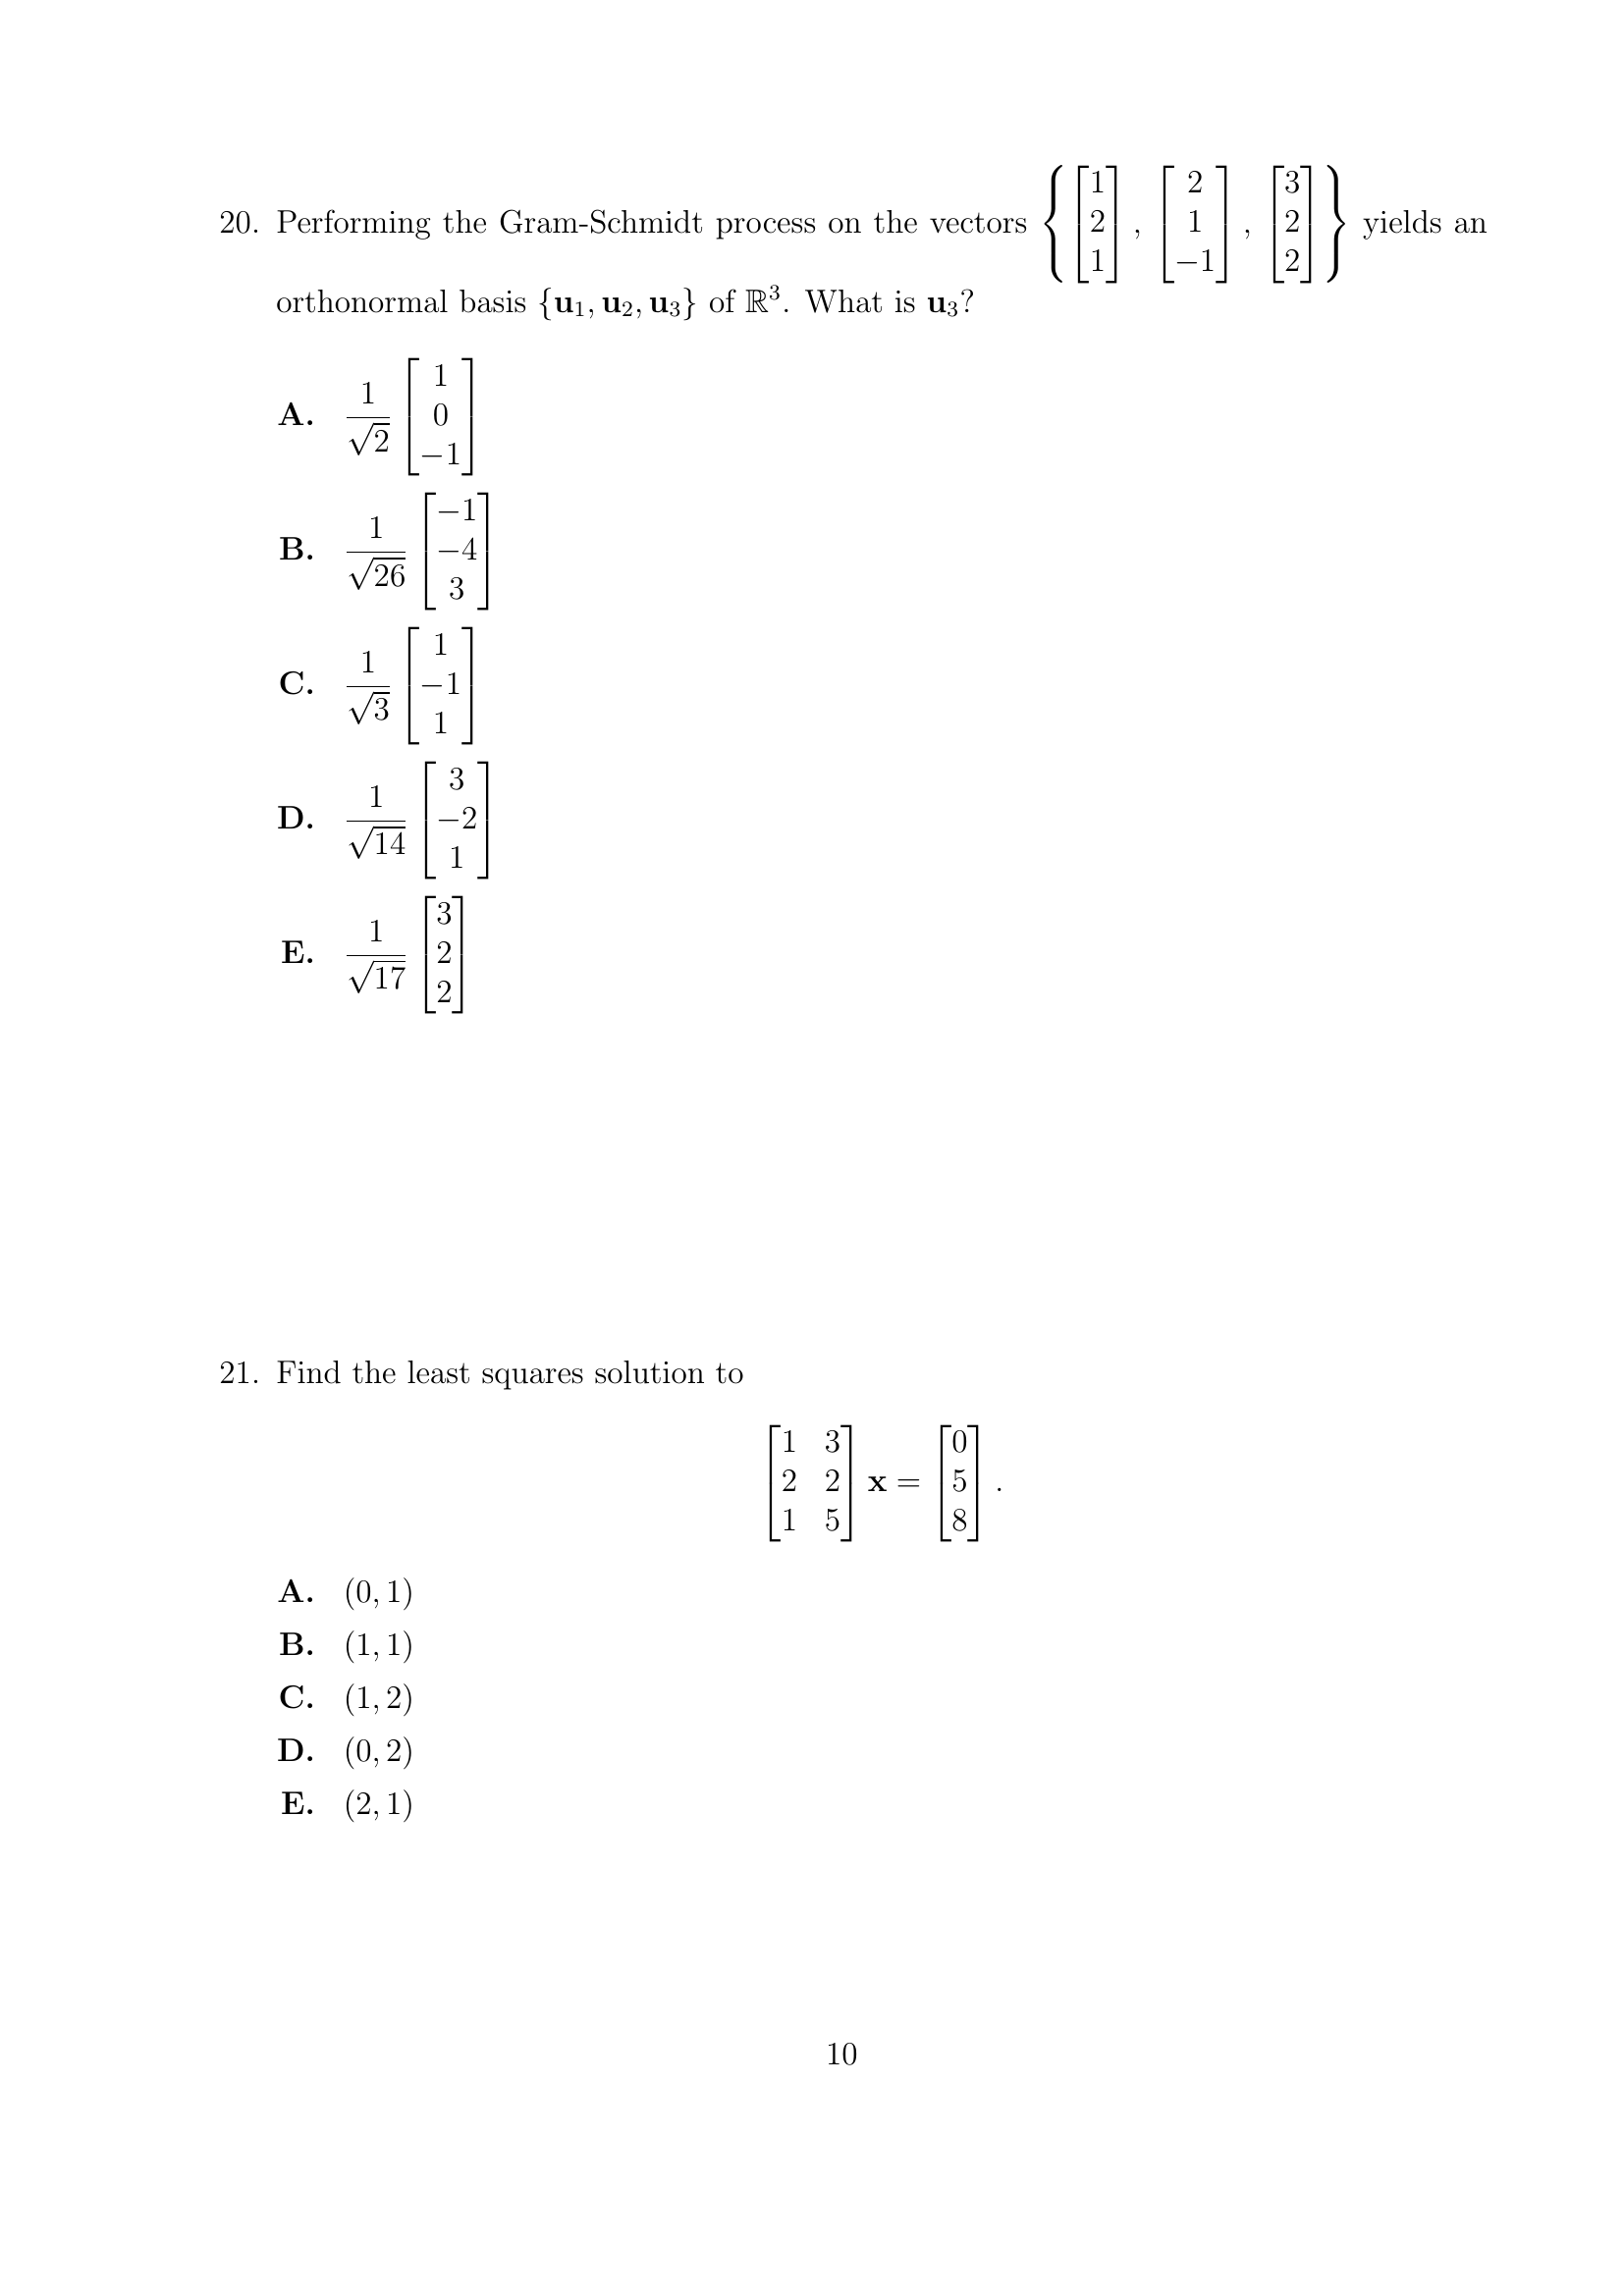 20. Performing the Gram-Schmidt process on the vectors $\left\{\begin{bmatrix}1\\2\\1\end{bmatrix}, \begin{bmatrix}2\\1\\-1\end{bmatrix}, \begin{bmatrix}3\\2\\2\end{bmatrix}\right\}$ yields an
orthonormal basis $\{\mathbf{u}_1, \mathbf{u}_2, \mathbf{u}_3\}$ of $\mathbb{R}^3$. What is $\mathbf{u}_3$?
A. $\frac{1}{\sqrt{2}}\begin{bmatrix}1\\0\\-1\end{bmatrix}$
B. $\frac{1}{\sqrt{26}}\begin{bmatrix}-1\\-4\\3\end{bmatrix}$
C. $\frac{1}{\sqrt{3}}\begin{bmatrix}1\\-1\\1\end{bmatrix}$
D. $\frac{1}{\sqrt{14}}\begin{bmatrix}3\\-2\\1\end{bmatrix}$
E. $\frac{1}{\sqrt{17}}\begin{bmatrix}3\\2\\2\end{bmatrix}$
21. Find the least squares solution to
$\begin{bmatrix}1&3\\2&2\\1&5\end{bmatrix}\mathbf{x} = \begin{bmatrix}0\\5\\8\end{bmatrix}.$
A. (0, 1)
B. (1, 1)
C. (1, 2)
D. (0, 2)
E. (2, 1)
10